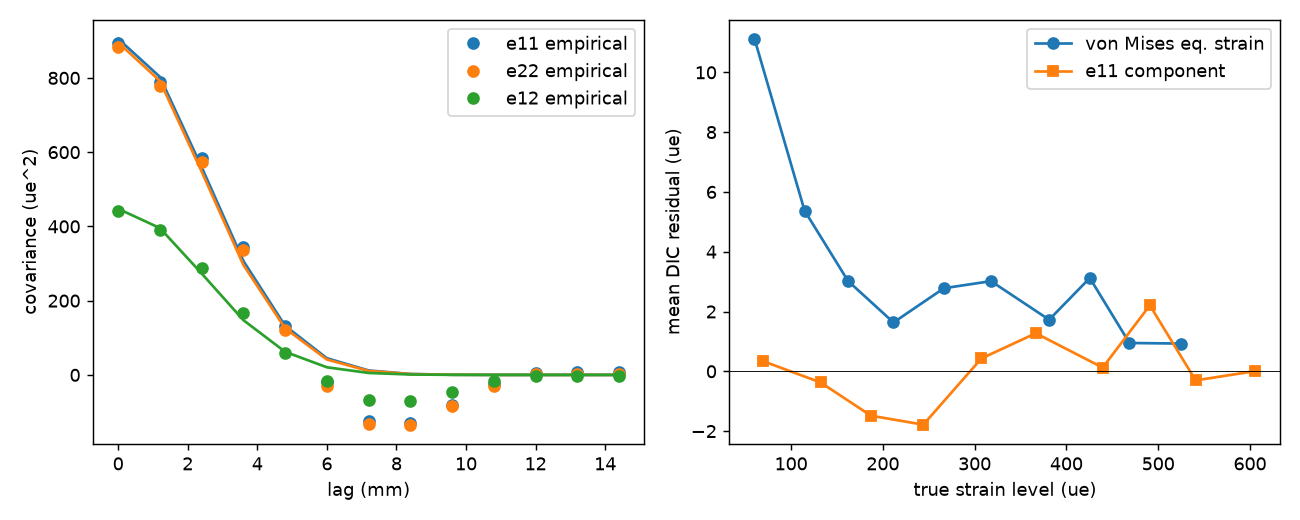 covariance (ue^2)
800
600
400
200
0
e11 empirical
e22 empirical
e12 empirical
0 2 4 6 8 10 12 14
lag (mm)
mean DIC residual (ue)
10
8
6
4
2
0
−2
von Mises eq. strain
e11 component
100 200 300 400 500 600
true strain level (ue)